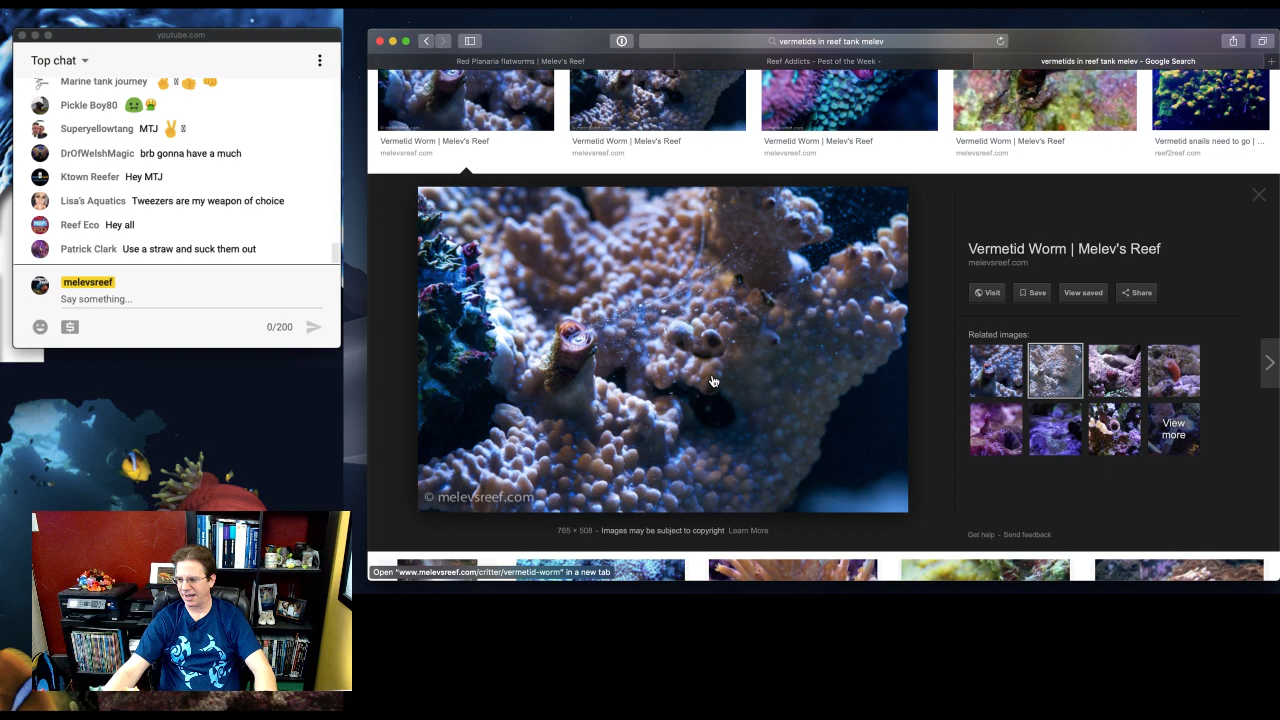 youtube.com
Top chat
Marine tank journey
Pickle Boy80
Superyellowtang MTJ
DrOfWelshMagic brb gonna have a much
Ktown Reefer Hey MTJ
Lisa's Aquatics Tweezers are my weapon of choice
Reef Eco Hey all
Patrick Clark Use a straw and suck them out
melevsreef
Say something...
0/200
vermetids in reef tank melev
Red Planaria flatworms | Melev's Reef
Reef Addicts - Pest of the Week -
vermetids in reef tank melev - Google Search
Vermetid Worm | Melev's Reef
melevsreef.com
Vermetid Worm | Melev's Reef
melevsreef.com
Vermetid Worm | Melev's Reef
melevsreef.com
Vermetid Worm | Melev's Reef
melevsreef.com
Vermetid snails need to go | ...
reef2reef.com
© melevsreef.com
765 × 508 - Images may be subject to copyright Learn More
Vermetid Worm | Melev's Reef
melevsreef.com
Visit Save View saved Share
Related images:
View
more
Get help - Send feedback
Open "www.melevsreef.com/critter/vermetid-worm" in a new tab